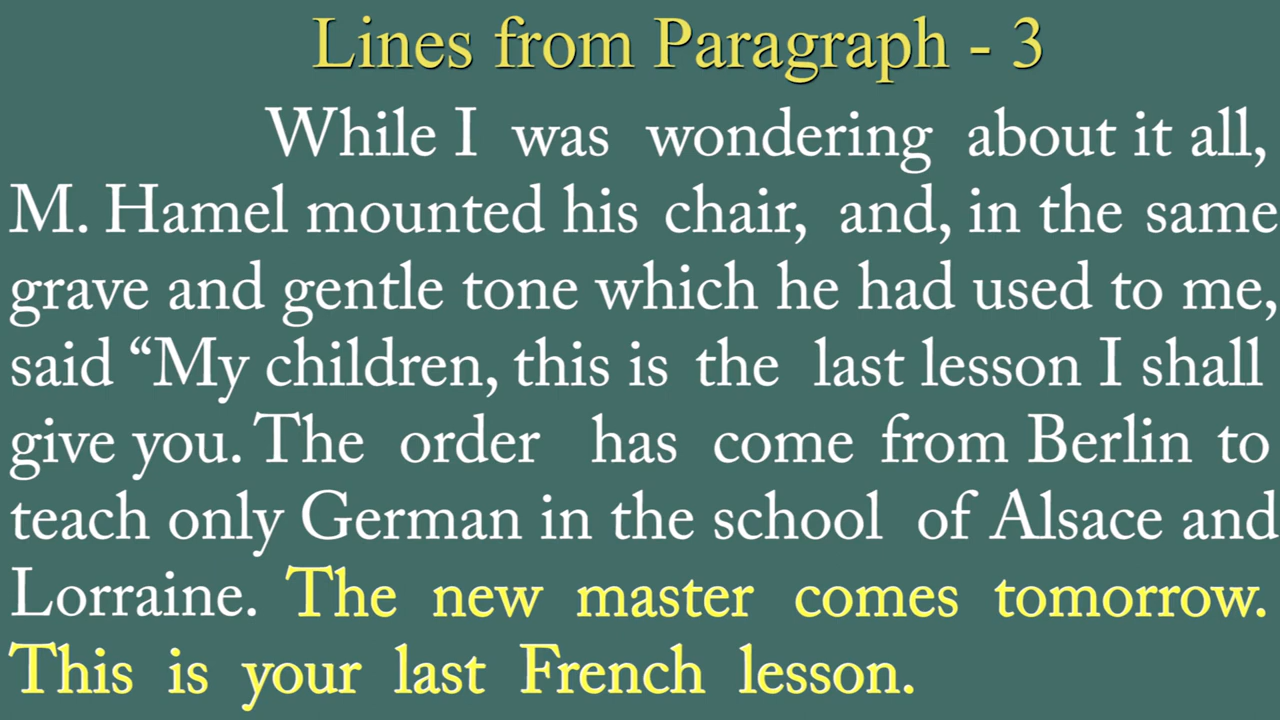 Lines from Paragraph - 3
While I was wondering about it all,
M. Hamel mounted his chair, and, in the same
grave and gentle tone which he had used to me,
said “My children, this is the last lesson I shall
give you. The order has come from Berlin to
teach only German in the school of Alsace and
Lorraine. The new master comes tomorrow.
This is your last French lesson.